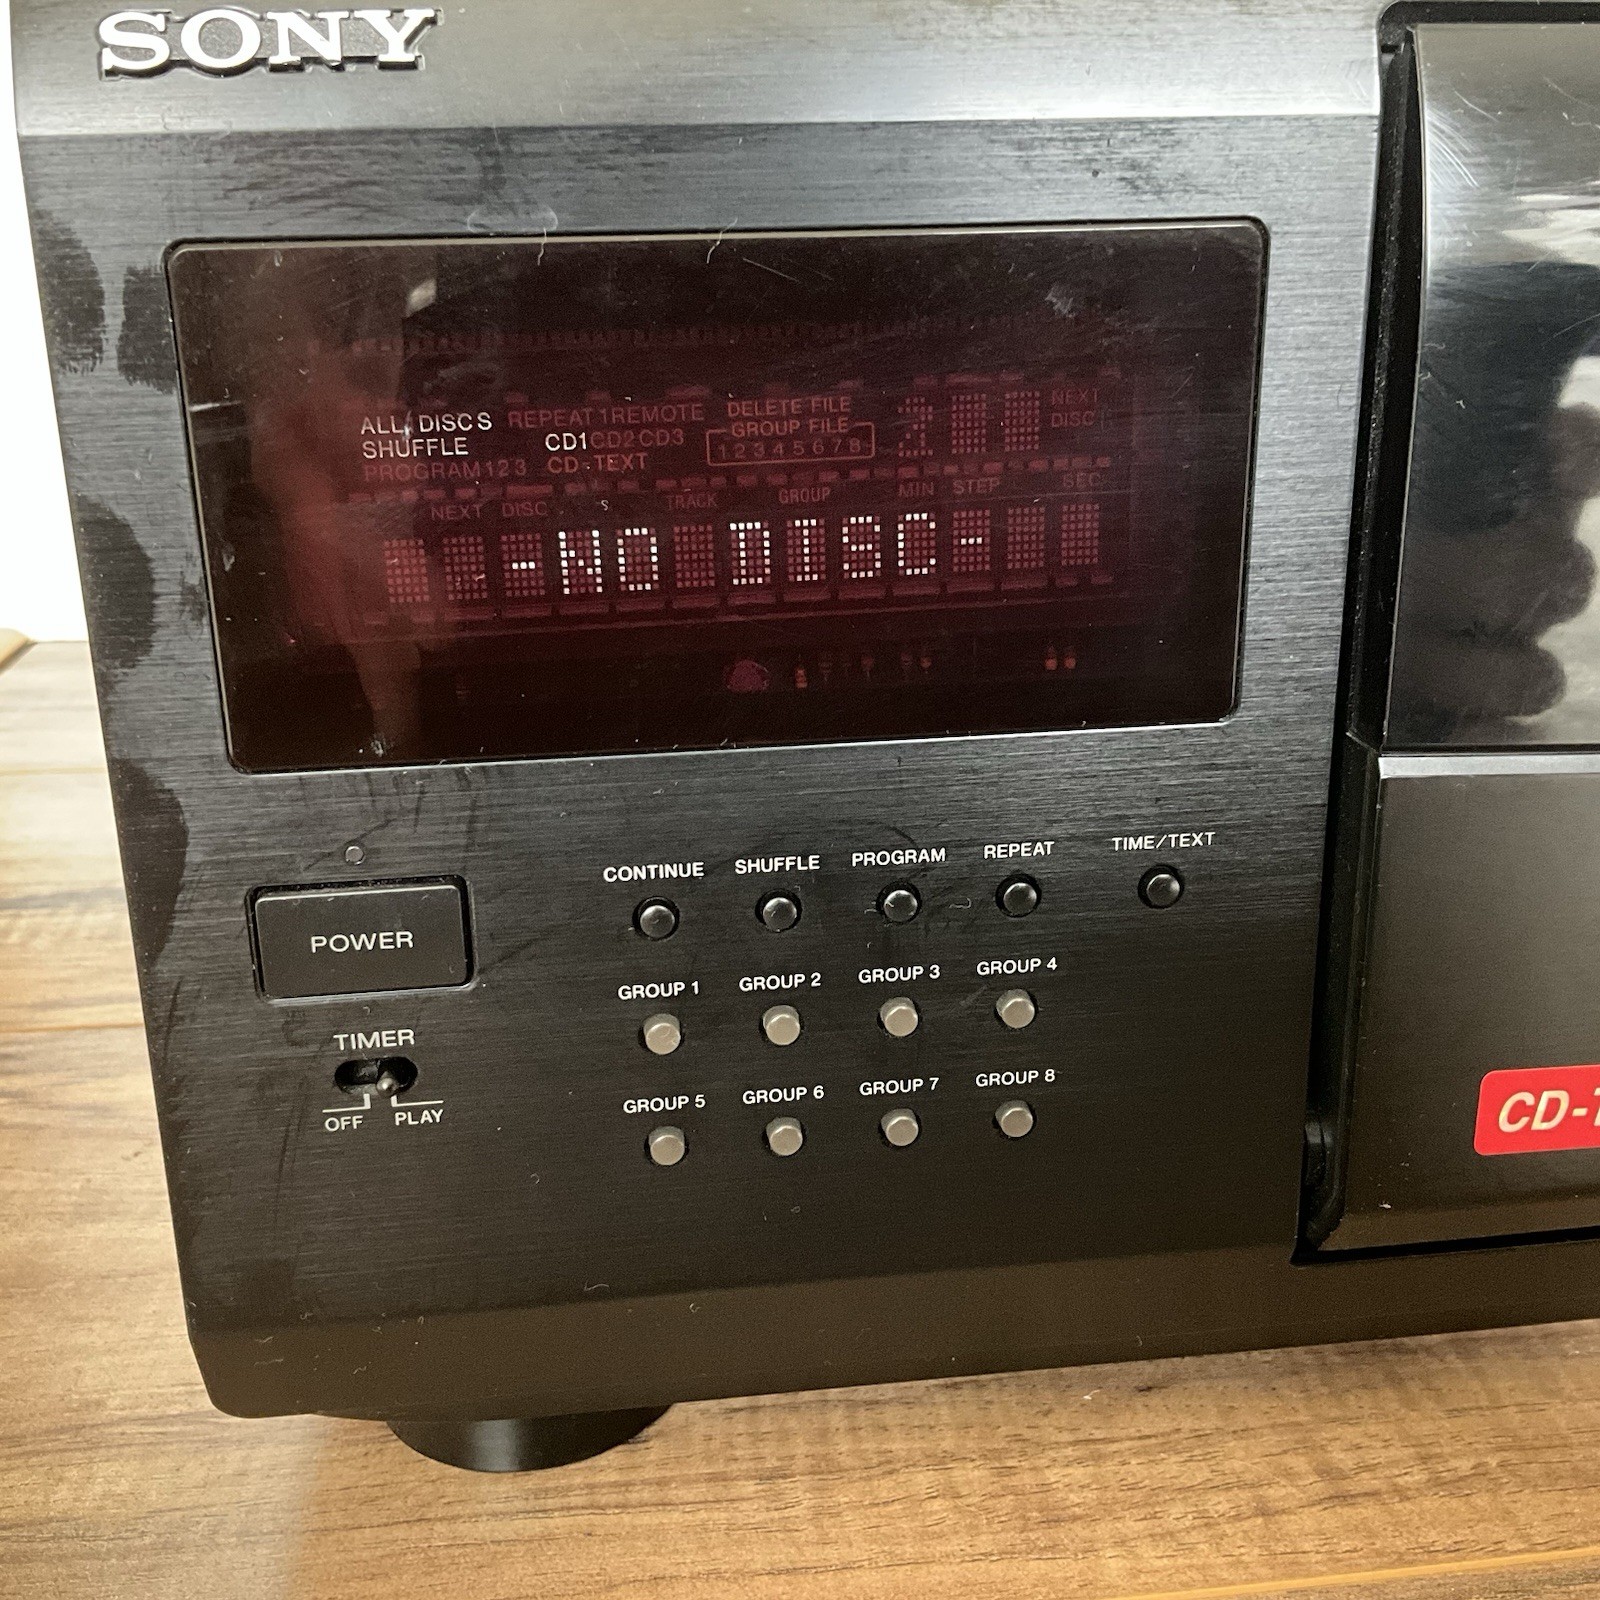 SONY
ALL DISCS REPEAT 1 REMOTE DELETE FILE NEXT
SHUFFLE CD1 CD2 CD3 GROUP FILE DISC
PROGRAM 1 2 3 CD-TEXT 1 2 3 4 5 6 7 8
NEXT DISC TRACK GROUP MIN STEP SEC
-NO DISC-
CONTINUE SHUFFLE PROGRAM REPEAT TIME/TEXT
POWER
GROUP 1 GROUP 2 GROUP 3 GROUP 4
TIMER
OFF PLAY
GROUP 5 GROUP 6 GROUP 7 GROUP 8